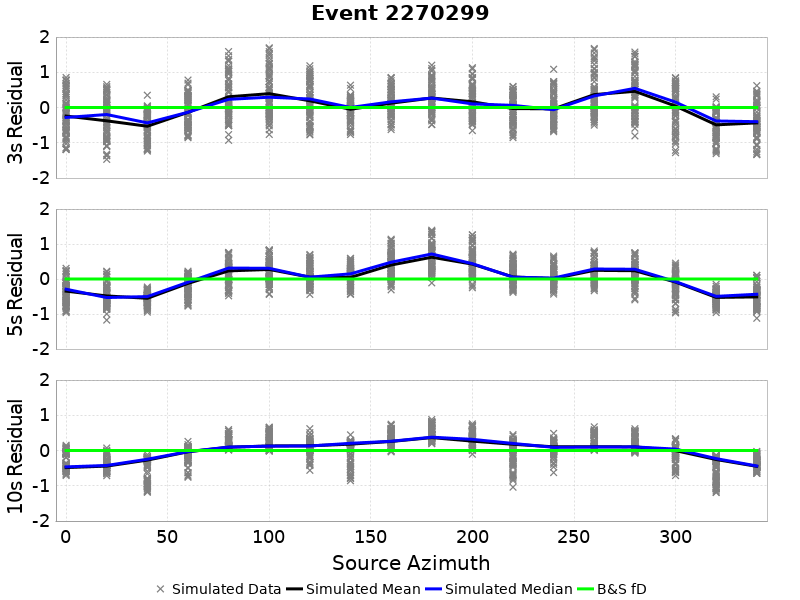 Event 2270299
3s Residual
2
1
0
-1
-2
5s Residual
2
1
0
-1
-2
10s Residual
2
1
0
-1
-2
0 50 100 150 200 250 300
Source Azimuth
Simulated Data Simulated Mean Simulated Median B&S fD